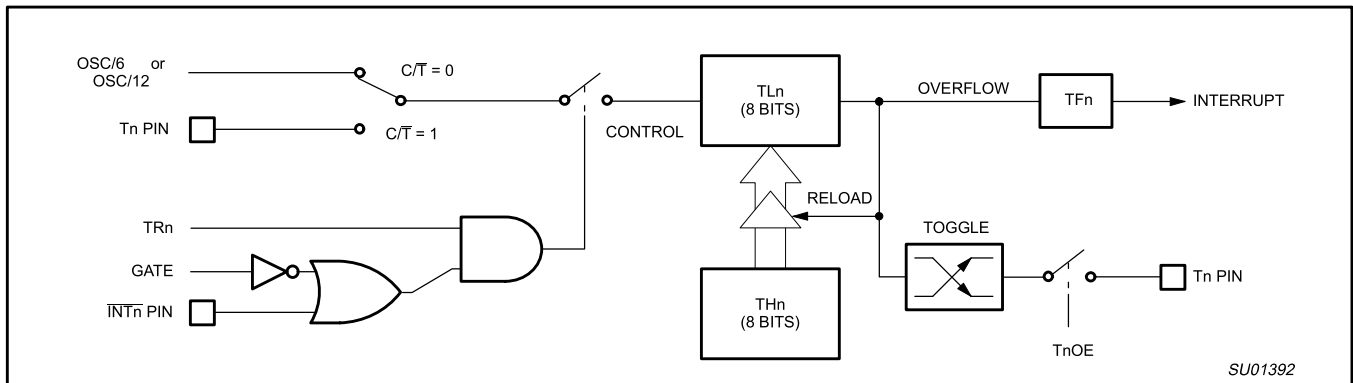 OSC/6 or
OSC/12
C/T̅ = 0
Tn PIN
C/T̅ = 1
CONTROL
TLn
(8 BITS)
OVERFLOW
TFn
INTERRUPT
RELOAD
TRn
GATE
I̅N̅T̅n̅ PIN
THn
(8 BITS)
TOGGLE
Tn PIN
TnOE
SU01392